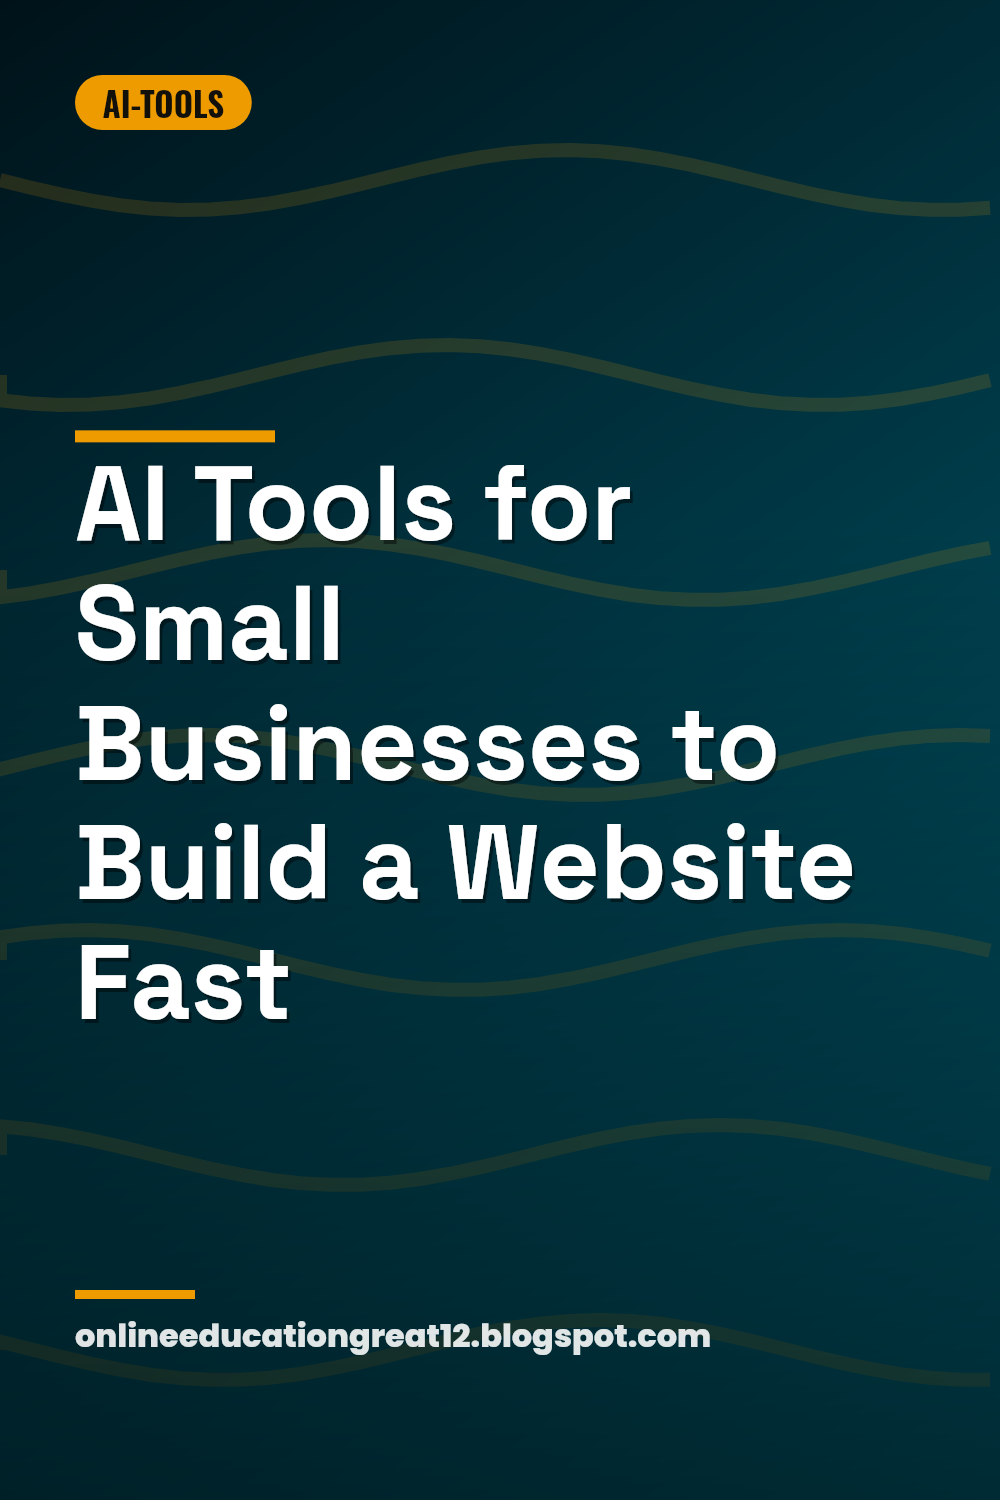 AI-TOOLS
AI Tools for
Small
Businesses to
Build a Website
Fast
onlineeducationgreat12.blogspot.com